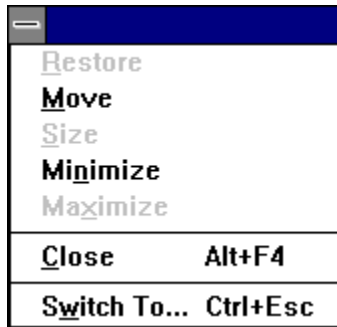 Restore
Move
Size
Minimize
Maximize
Close Alt+F4
Switch To... Ctrl+Esc